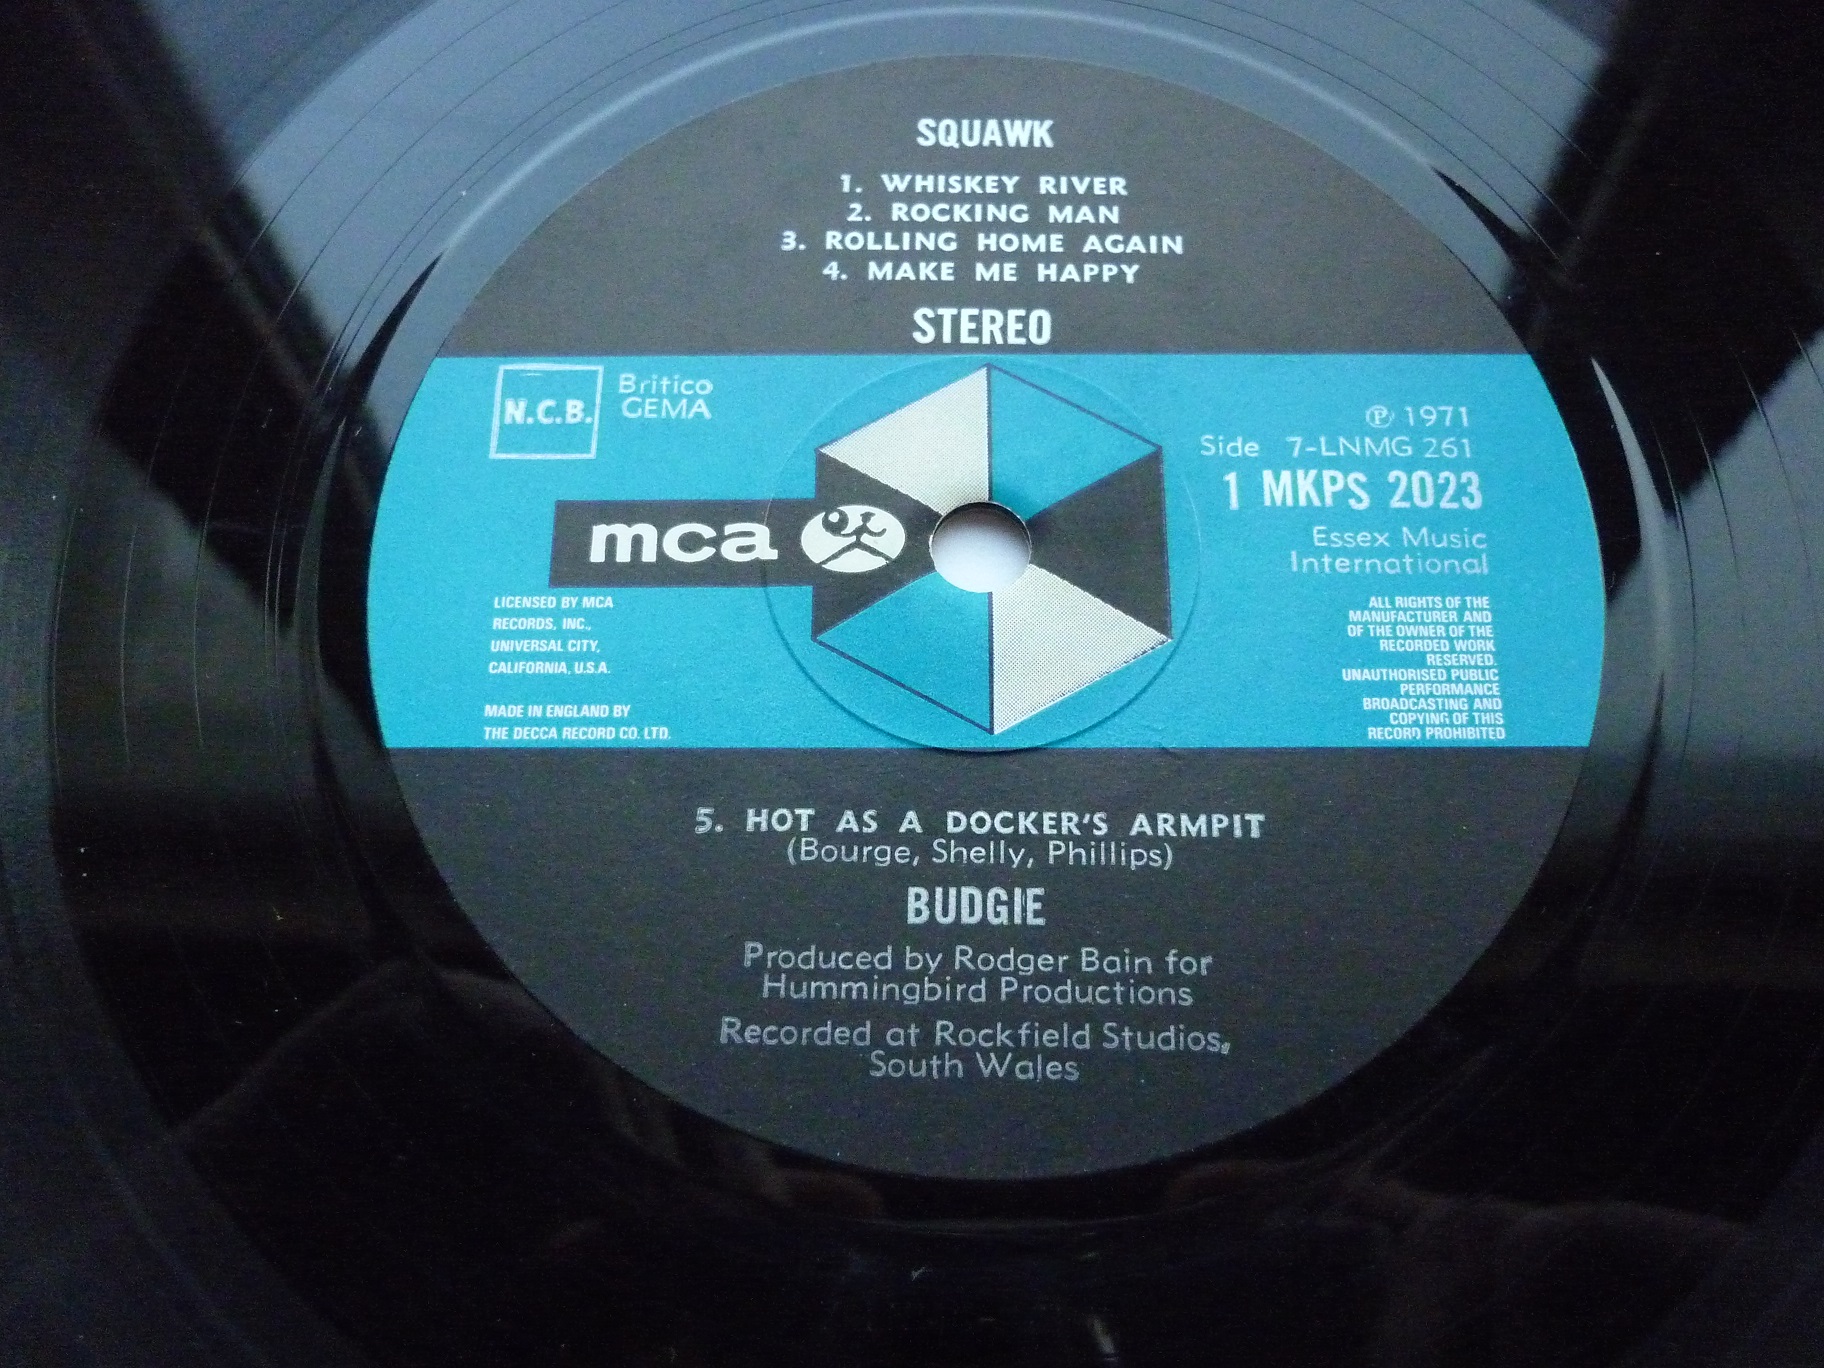 SQUAWK
1. WHISKEY RIVER
2. ROCKING MAN
3. ROLLING HOME AGAIN
4. MAKE ME HAPPY
STEREO
N.C.B.
Britico
GEMA
℗ 1971
Side 7-LNMG 261
1 MKPS 2023
Essex Music
International
mca
LICENSED BY MCA
RECORDS, INC.,
UNIVERSAL CITY,
CALIFORNIA, U.S.A.
MADE IN ENGLAND BY
THE DECCA RECORD CO. LTD.
ALL RIGHTS OF THE
MANUFACTURER AND
OF THE OWNER OF THE
RECORDED WORK
RESERVED.
UNAUTHORISED PUBLIC
PERFORMANCE
BROADCASTING AND
COPYING OF THIS
RECORD PROHIBITED
5. HOT AS A DOCKER'S ARMPIT
(Bourge, Shelly, Phillips)
BUDGIE
Produced by Rodger Bain for
Hummingbird Productions
Recorded at Rockfield Studios,
South Wales